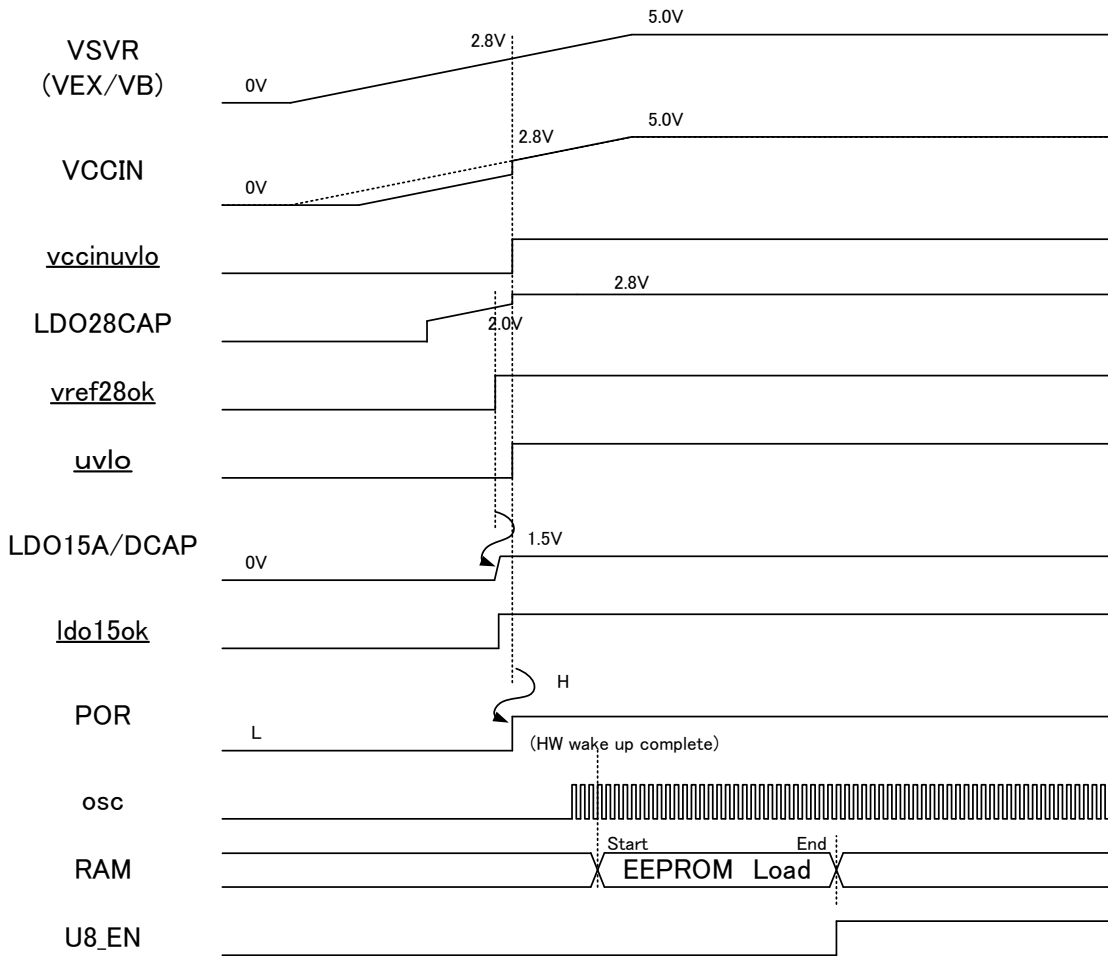 5.0V
VSVR
2.8V
(VEX/VB)
0V
5.0V
2.8V
VCCIN
0V
vccinuvlo
2.8V
LDO28CAP
2.0V
vref28ok
uvlo
LDO15A/DCAP
1.5V
0V
ldo15ok
H
POR
L
(HW wake up complete)
osc
Start
End
RAM
EEPROM Load
U8_EN